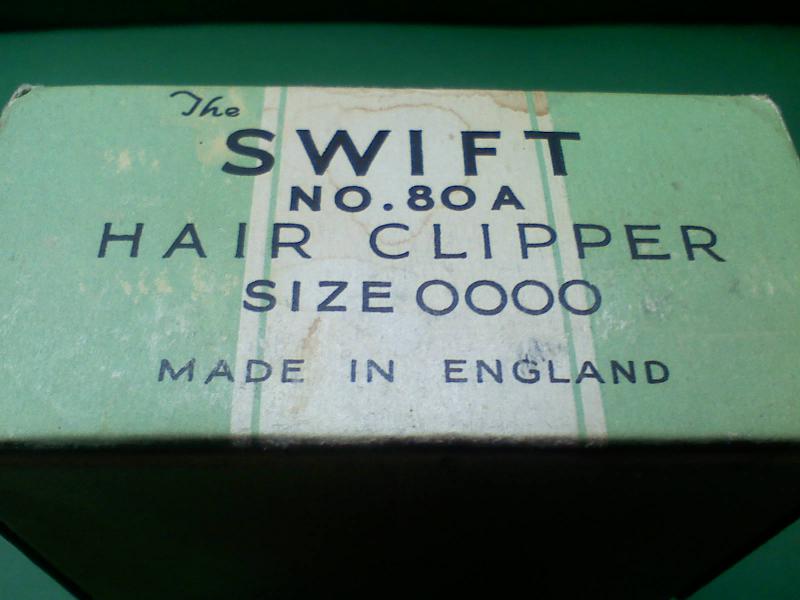 The
SWIFT
NO. 80A
HAIR CLIPPER
SIZE 0000
MADE IN ENGLAND